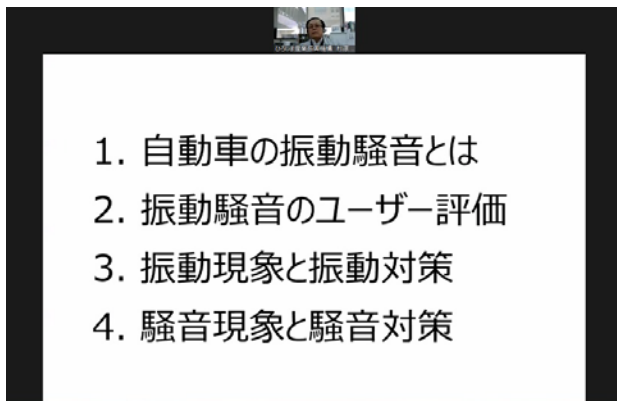 1. 自動車の振動騒音とは
2. 振動騒音のユーザー評価
3. 振動現象と振動対策
4. 騒音現象と騒音対策